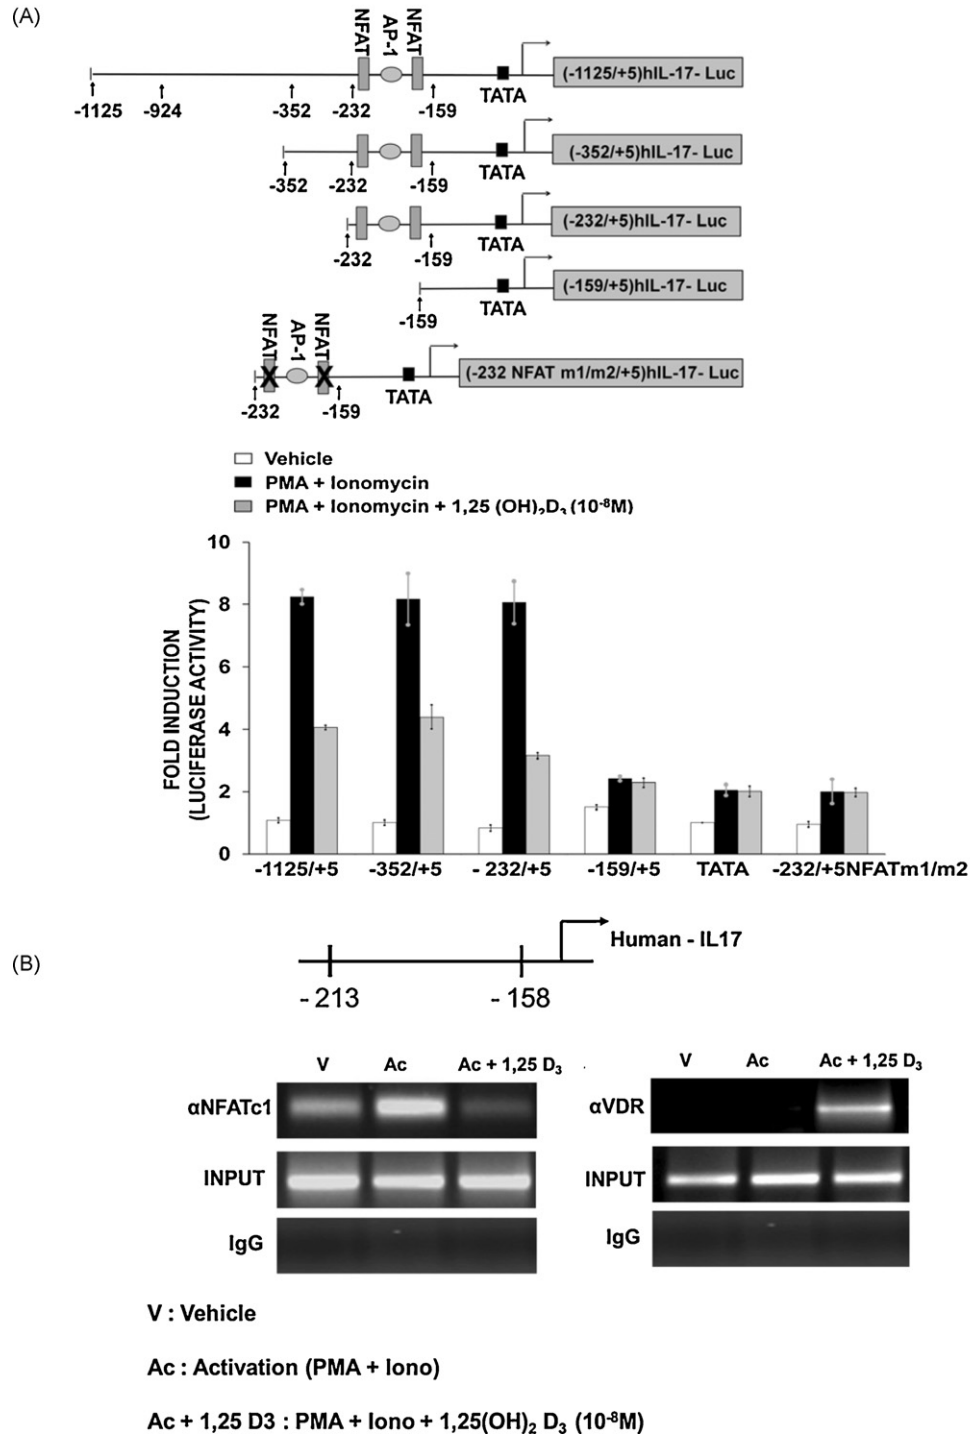 (A)
NFAT AP-1 NFAT
(-1125/+5)hIL-17- Luc
TATA
-1125 -924 -352 -232 -159
(-352/+5)hIL-17- Luc
TATA
-352 -232 -159
(-232/+5)hIL-17- Luc
TATA
-232 -159
(-159/+5)hIL-17- Luc
TATA
-159
NFAT AP-1 NFAT
X X
(-232 NFAT m1/m2/+5)hIL-17- Luc
TATA
-232 -159
Vehicle
PMA + Ionomycin
PMA + Ionomycin + 1,25 (OH)₂D₃ (10⁻⁸M)
FOLD INDUCTION
(LUCIFERASE ACTIVITY)
10
8
6
4
2
0
-1125/+5 -352/+5 - 232/+5 -159/+5 TATA -232/+5NFATm1/m2
(B)
Human - IL17
- 213 - 158
V Ac Ac + 1,25 D₃
αNFATc1
INPUT
IgG
V Ac Ac + 1,25 D₃
αVDR
INPUT
IgG
V : Vehicle
Ac : Activation (PMA + Iono)
Ac + 1,25 D3 : PMA + Iono + 1,25(OH)₂ D₃ (10⁻⁸M)